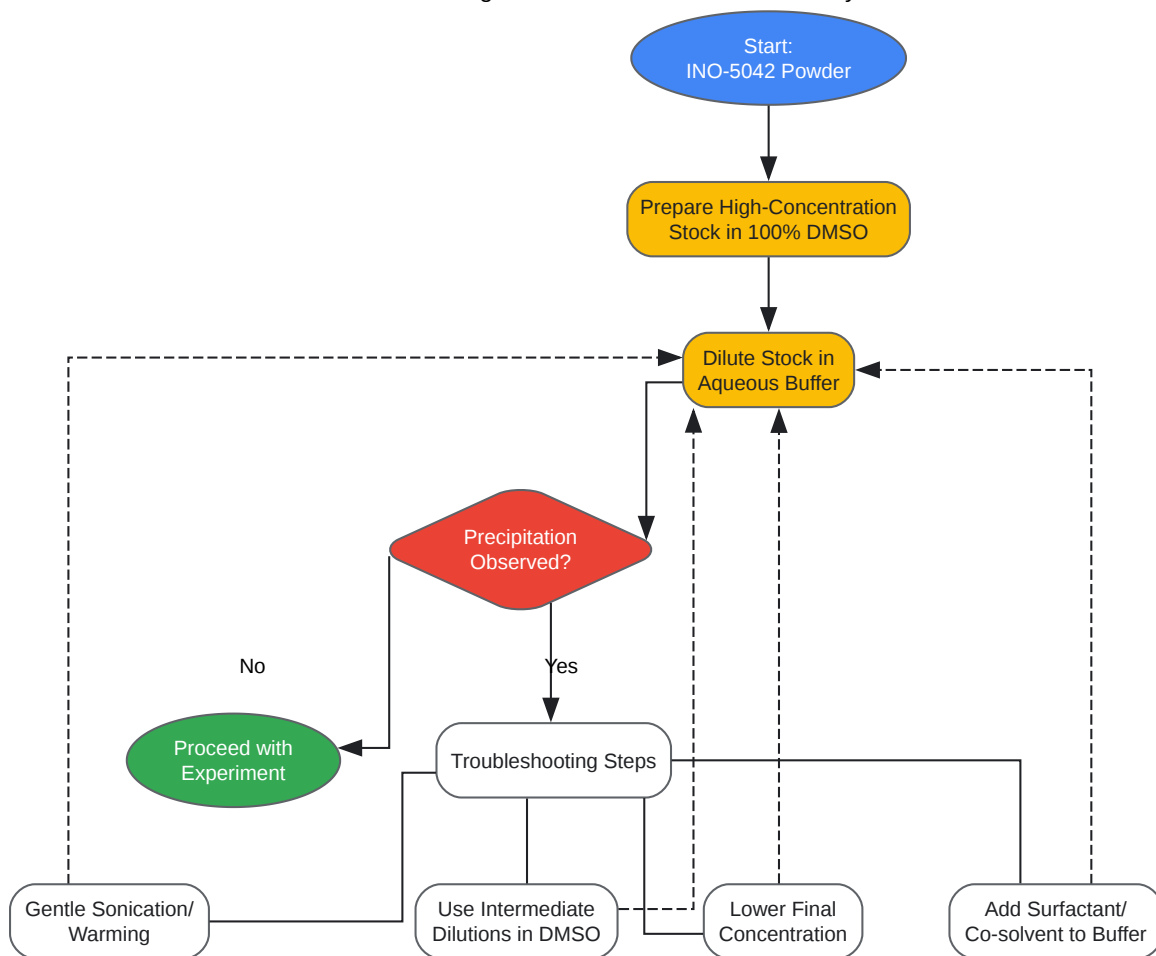 Start:
INO-5042 Powder
Prepare High-Concentration
Stock in 100% DMSO
Dilute Stock in
Aqueous Buffer
Precipitation
Observed?
No
Yes
Proceed with
Experiment
Troubleshooting Steps
Gentle Sonication/
Warming
Use Intermediate
Dilutions in DMSO
Lower Final
Concentration
Add Surfactant/
Co-solvent to Buffer